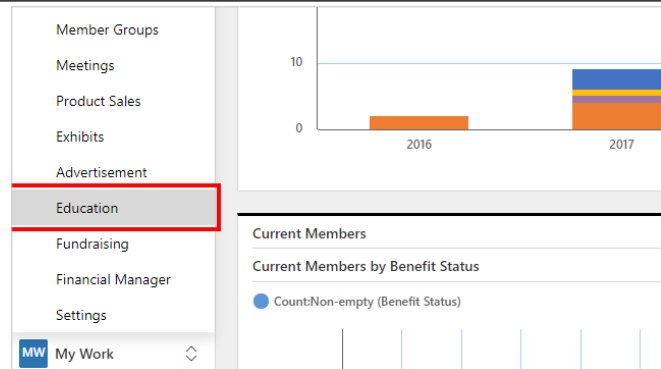 Member Groups
Meetings
Product Sales
Exhibits
Advertisement
Education
Fundraising
Financial Manager
Settings
MW My Work
10
0
2016 2017
Current Members
Current Members by Benefit Status
Count:Non-empty (Benefit Status)